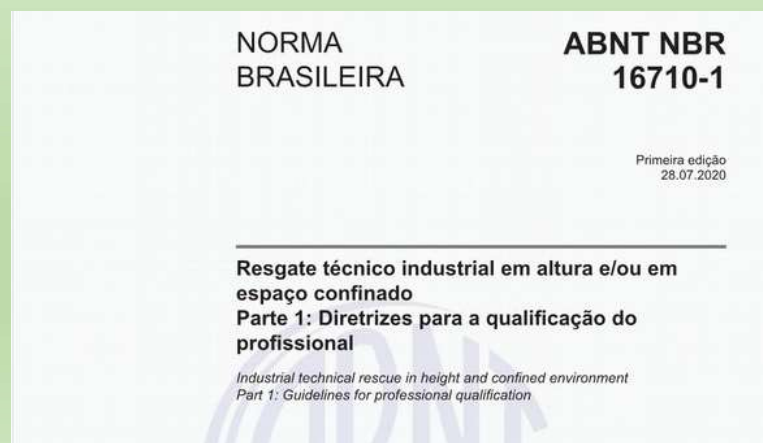 NORMA
BRASILEIRA
ABNT NBR
16710-1
Primeira edição
28.07.2020
Resgate técnico industrial em altura e/ou em
espaço confinado
Parte 1: Diretrizes para a qualificação do
profissional
Industrial technical rescue in height and confined environment
Part 1: Guidelines for professional qualification
ABNT